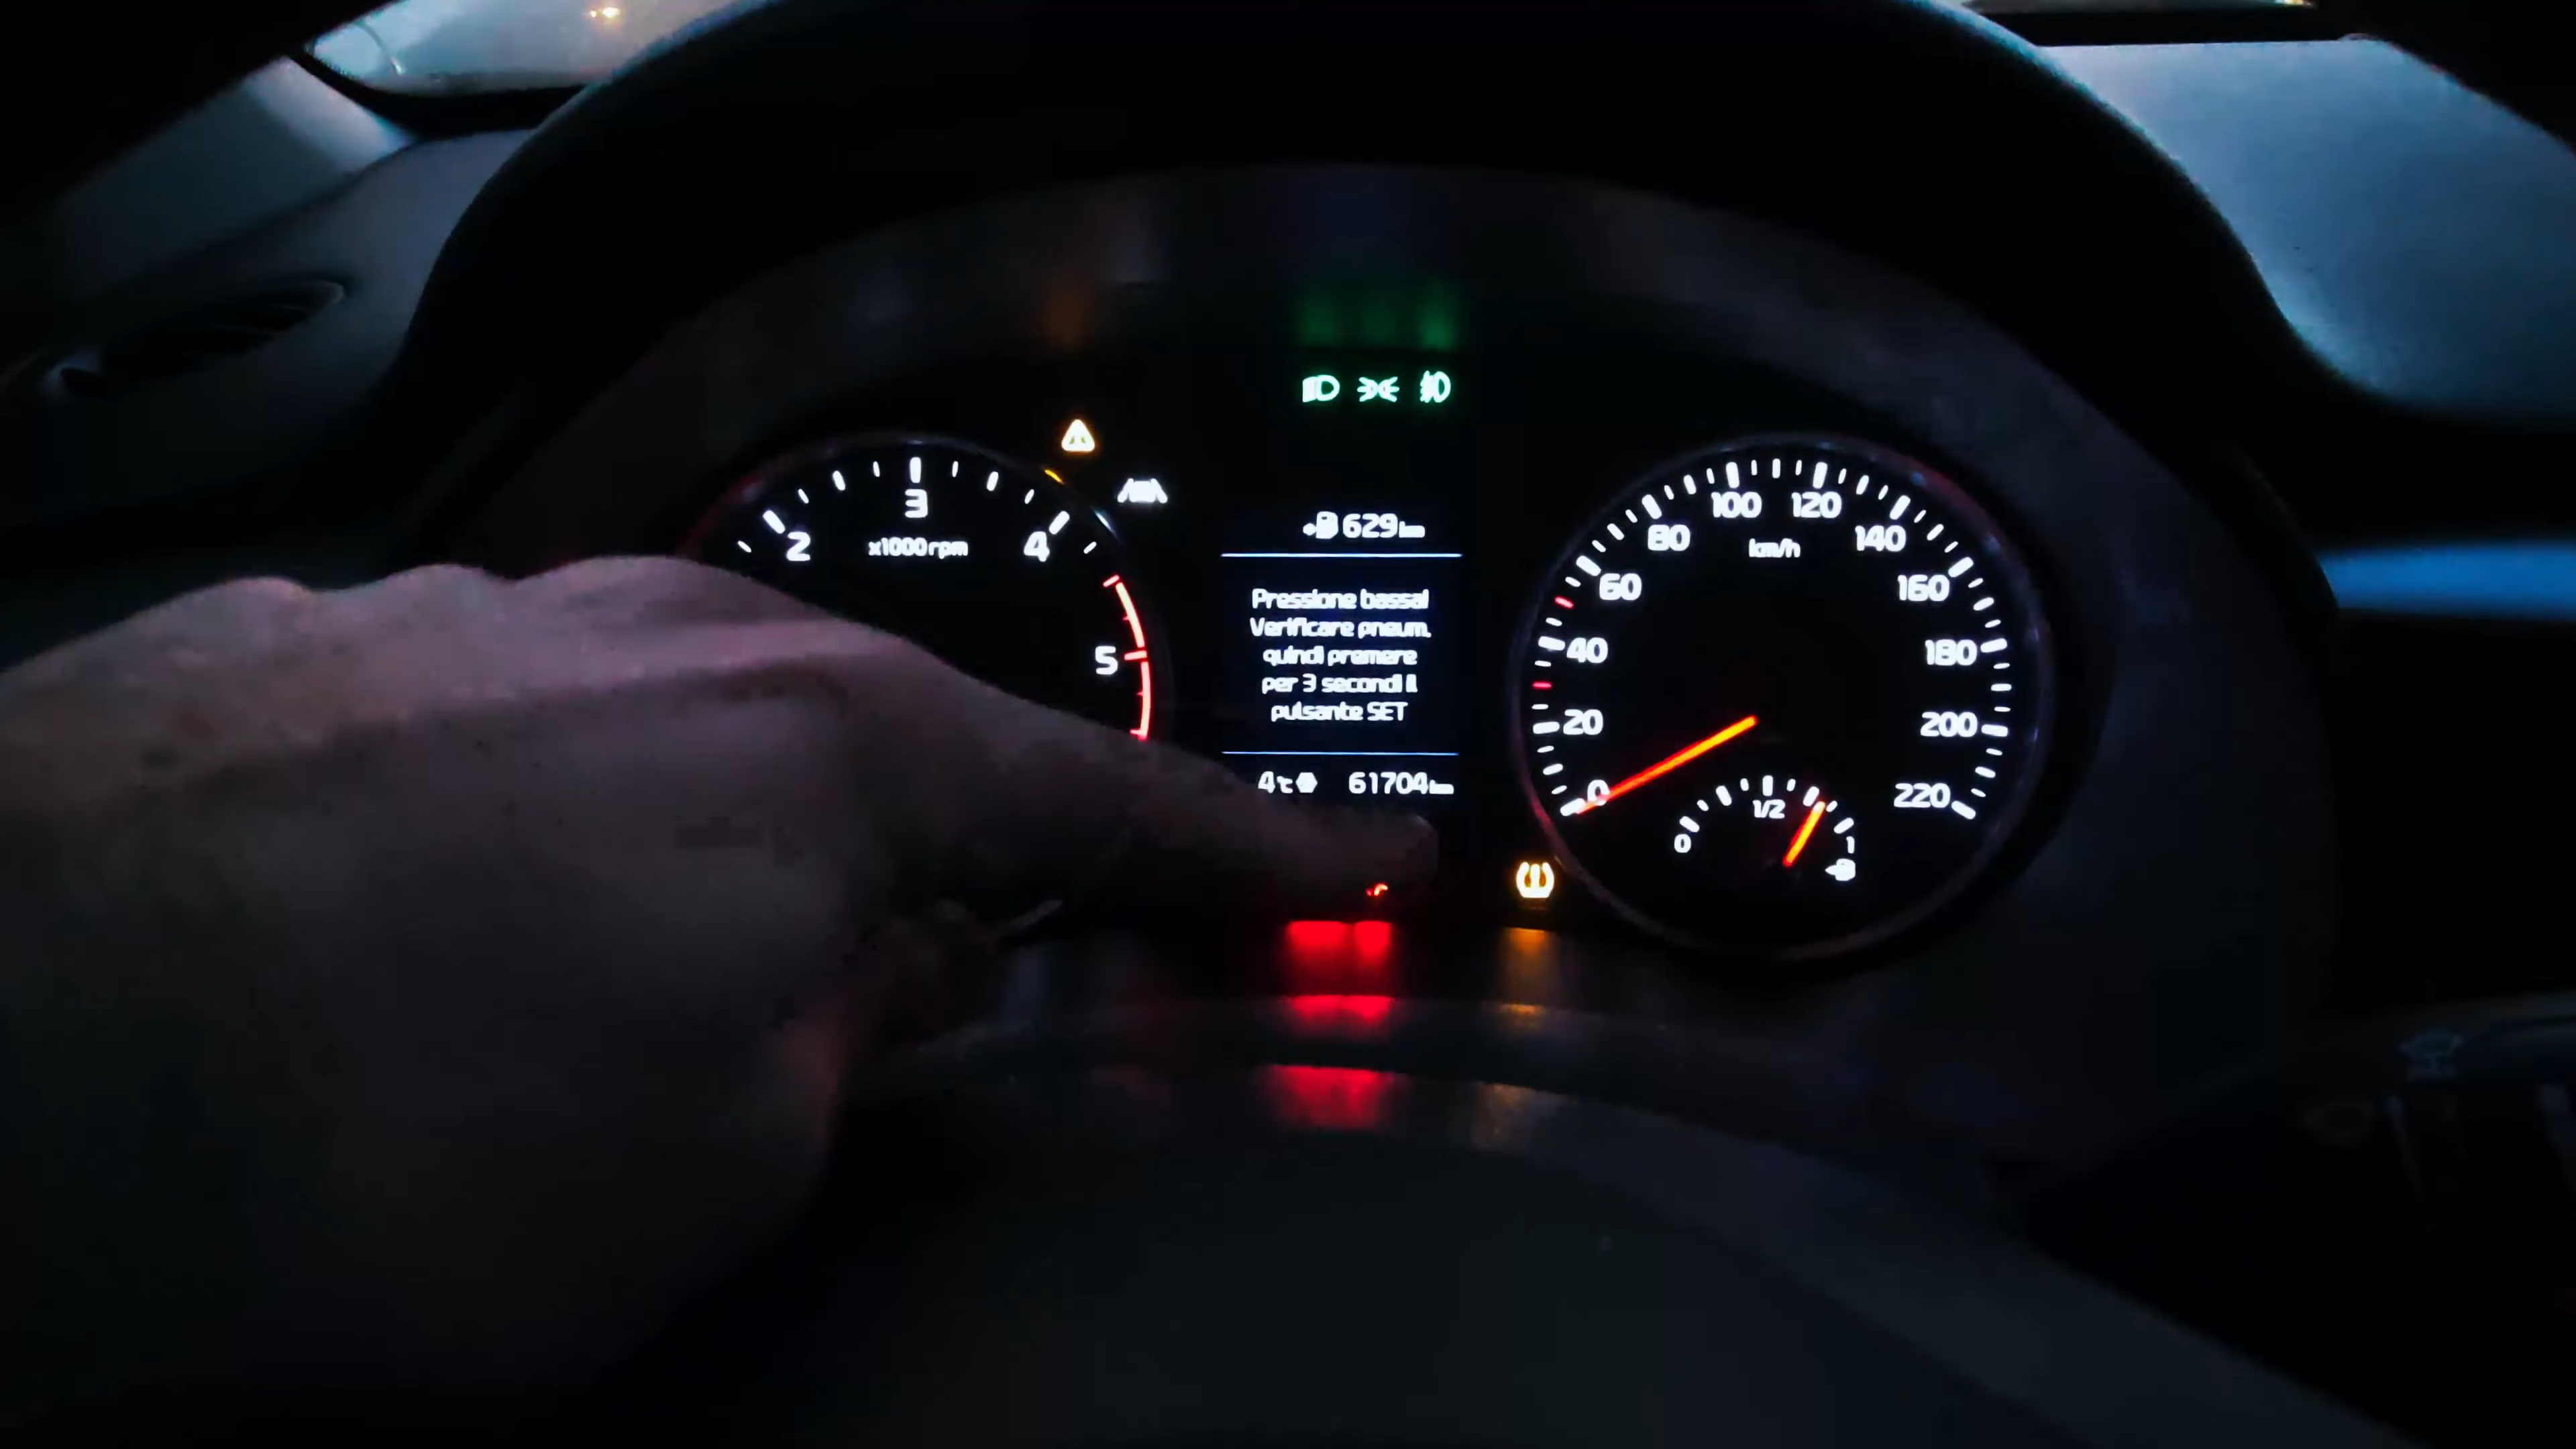 629km
Pressione bassa!
Verificare pneum.
quindi premere
per 3 secondi il
pulsante SET
4°C 61704km
2 3 4 5
x1000rpm
0 20 40 60 80 100 120 140 160 180 200 220
km/h
0 1/2 1